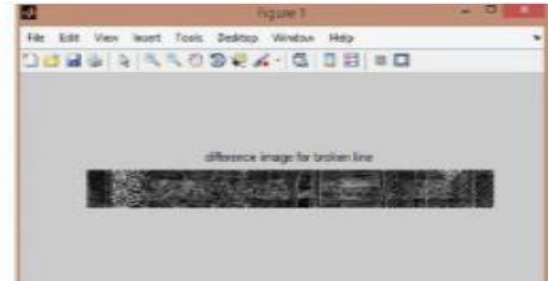 Figure 1
File Edit View Insert Tools Desktop Window Help
difference image for broken line